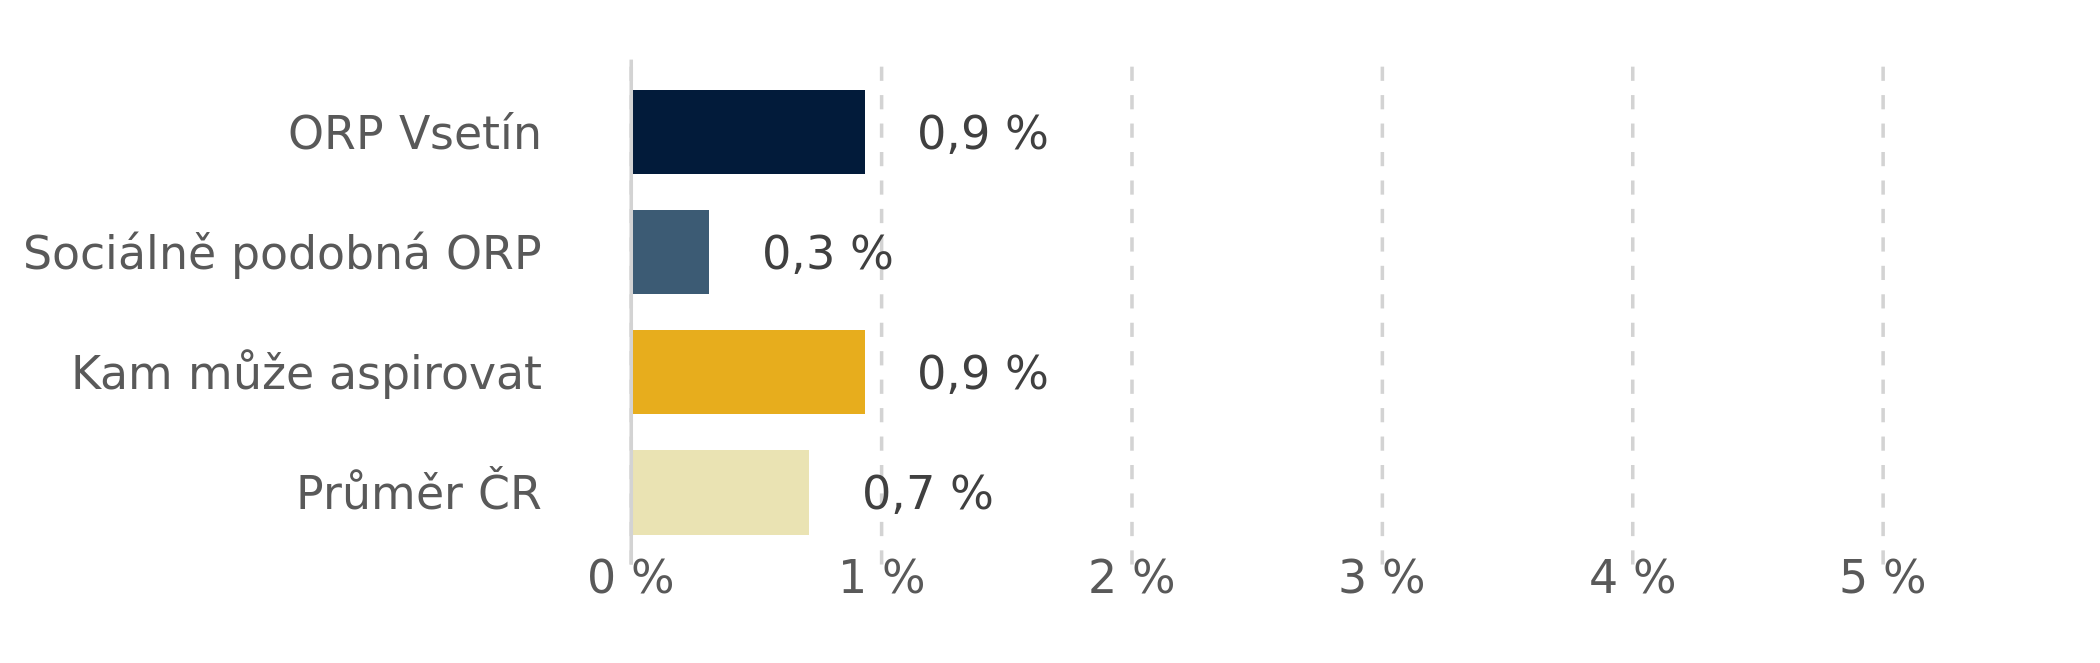 ORP Vsetín 0,9 %
Sociálně podobná ORP 0,3 %
Kam může aspirovat 0,9 %
Průměr ČR 0,7 %
0 % 1 % 2 % 3 % 4 % 5 %